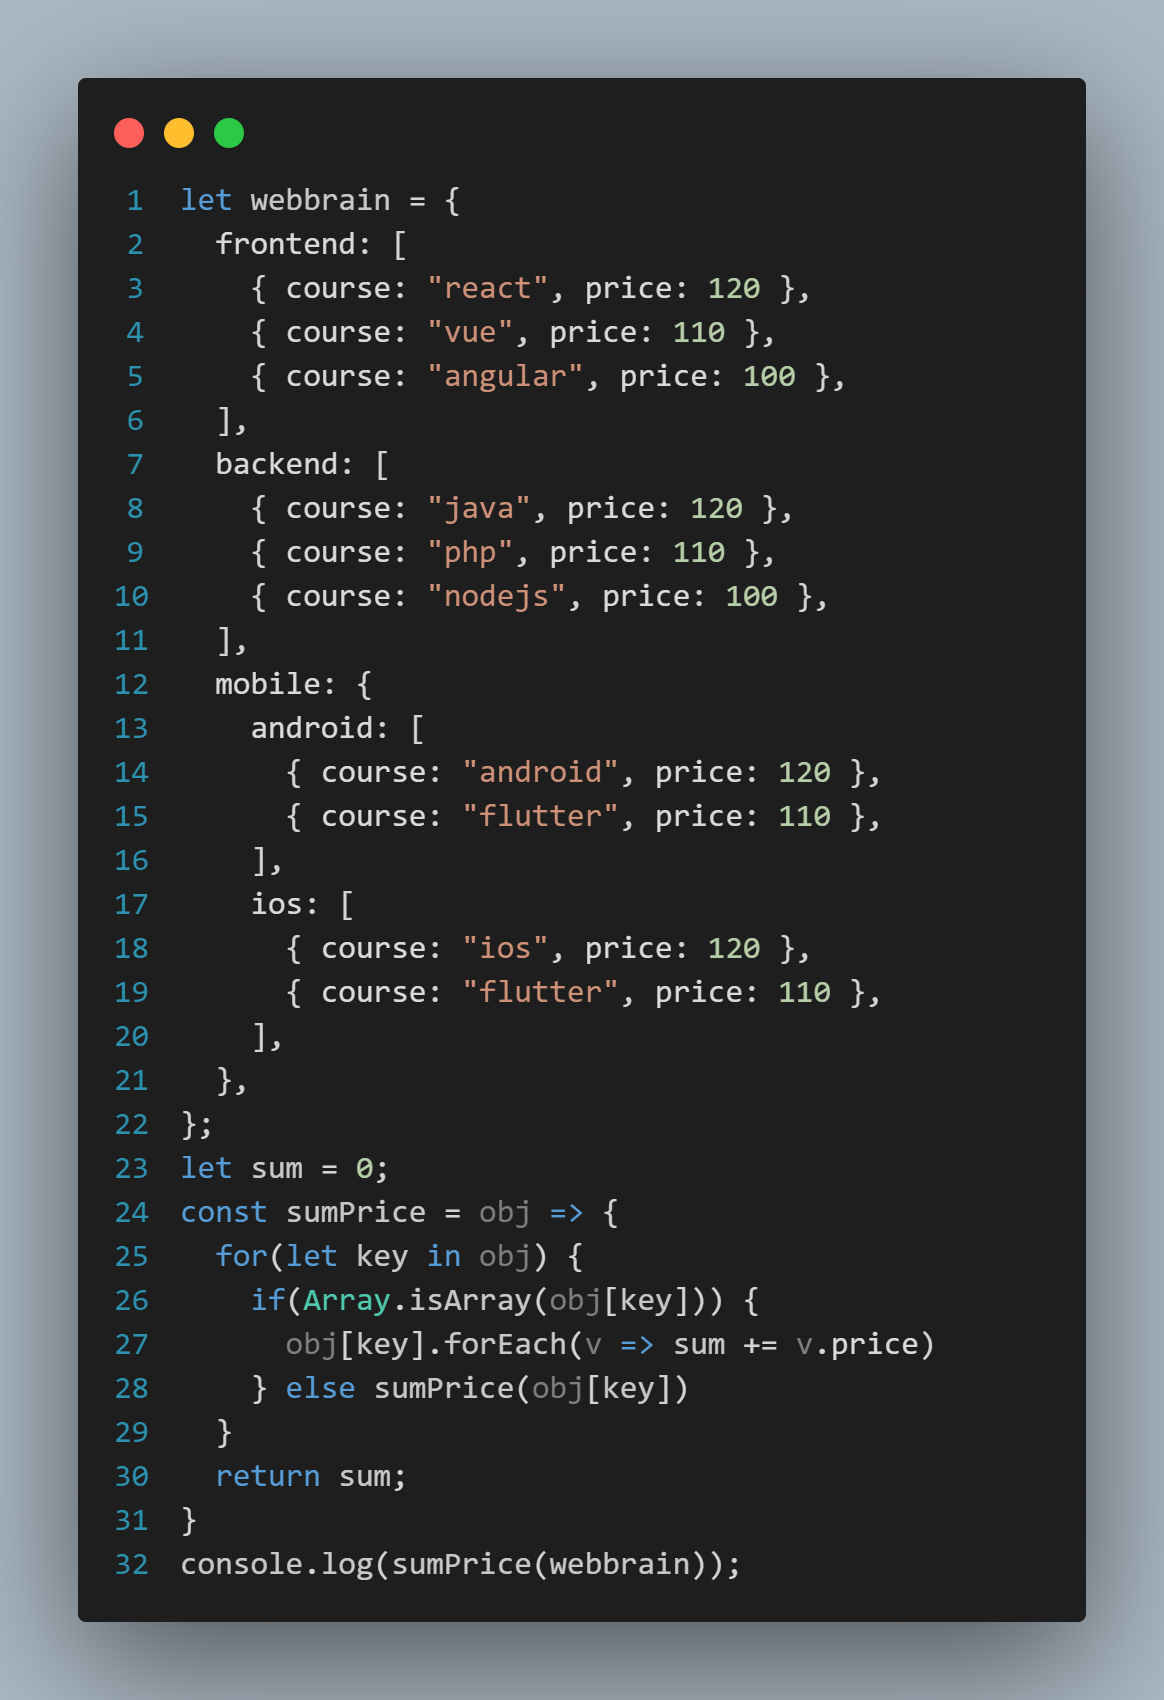 1 let webbrain = {
2   frontend: [
3     { course: "react", price: 120 },
4     { course: "vue", price: 110 },
5     { course: "angular", price: 100 },
6   ],
7   backend: [
8     { course: "java", price: 120 },
9     { course: "php", price: 110 },
10     { course: "nodejs", price: 100 },
11   ],
12   mobile: {
13     android: [
14       { course: "android", price: 120 },
15       { course: "flutter", price: 110 },
16     ],
17     ios: [
18       { course: "ios", price: 120 },
19       { course: "flutter", price: 110 },
20     ],
21   },
22 };
23 let sum = 0;
24 const sumPrice = obj => {
25   for(let key in obj) {
26     if(Array.isArray(obj[key])) {
27       obj[key].forEach(v => sum += v.price)
28     } else sumPrice(obj[key])
29   }
30   return sum;
31 }
32 console.log(sumPrice(webbrain));